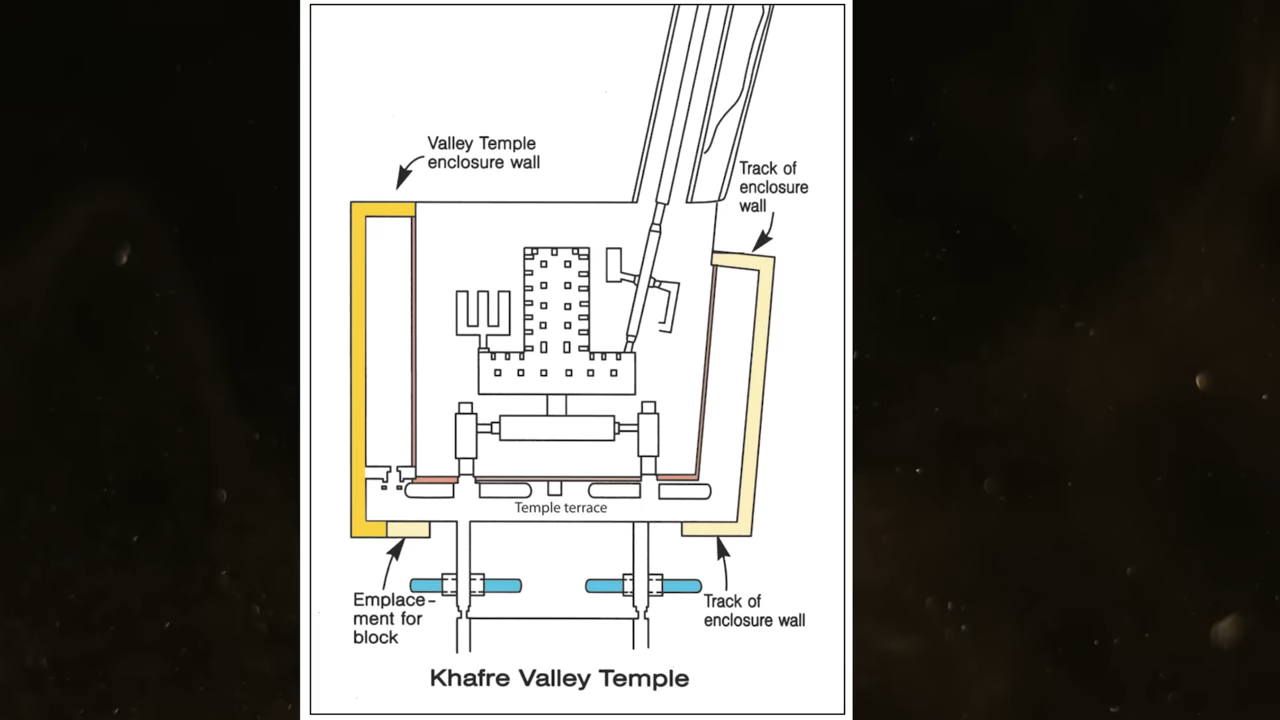 Valley Temple
enclosure wall
Track of
enclosure
wall
Temple terrace
Emplace-
ment for
block
Track of
enclosure wall
Khafre Valley Temple